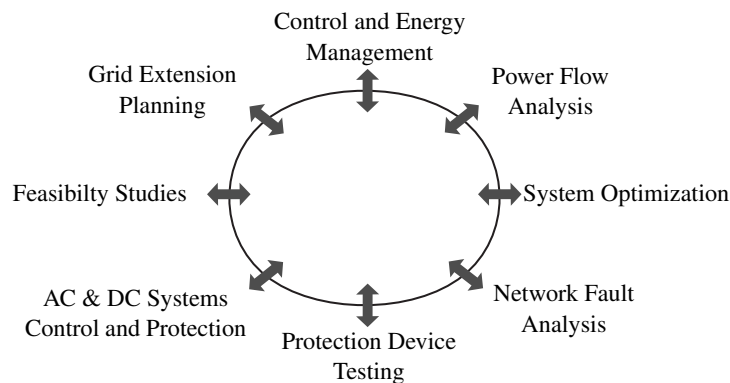 Control and Energy
Management
Grid Extension
Planning
Power Flow
Analysis
Feasibilty Studies
System Optimization
AC & DC Systems
Control and Protection
Network Fault
Analysis
Protection Device
Testing